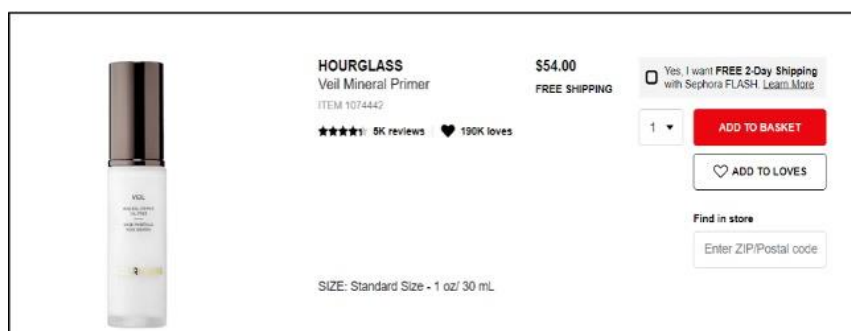 HOURGLASS
Veil Mineral Primer
ITEM 1074442
5K reviews
190K loves
$54.00
FREE SHIPPING
Yes, I want FREE 2-Day Shipping
with Sephora FLASH. Learn More
1
ADD TO BASKET
ADD TO LOVES
Find in store
Enter ZIP/Postal code
VEIL
SIZE: Standard Size - 1 oz/ 30 mL